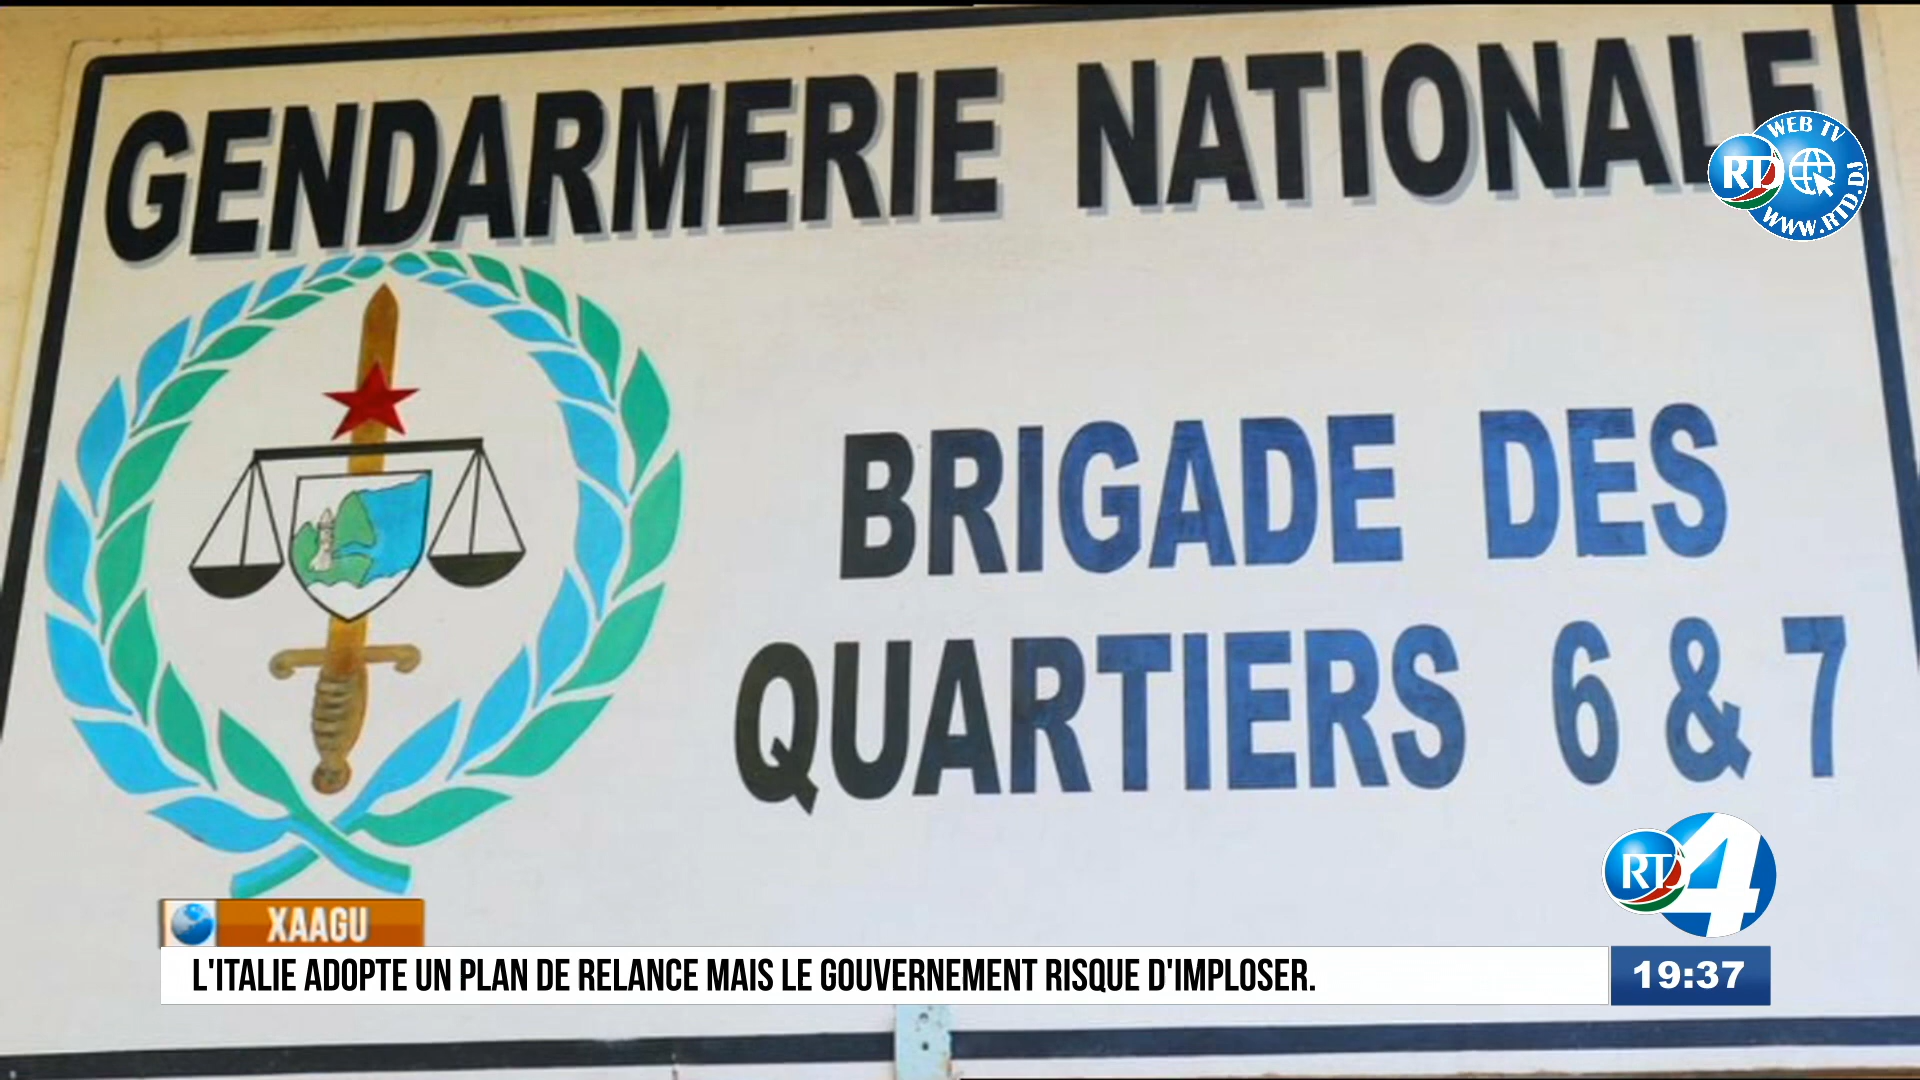 GENDARMERIE NATIONALE
WEB TV
RTD
WWW.RTD.DJ
BRIGADE DES
QUARTIERS 6 & 7
RTD 4
XAAGU
L'ITALIE ADOPTE UN PLAN DE RELANCE MAIS LE GOUVERNEMENT RISQUE D'IMPLOSER.
19:37